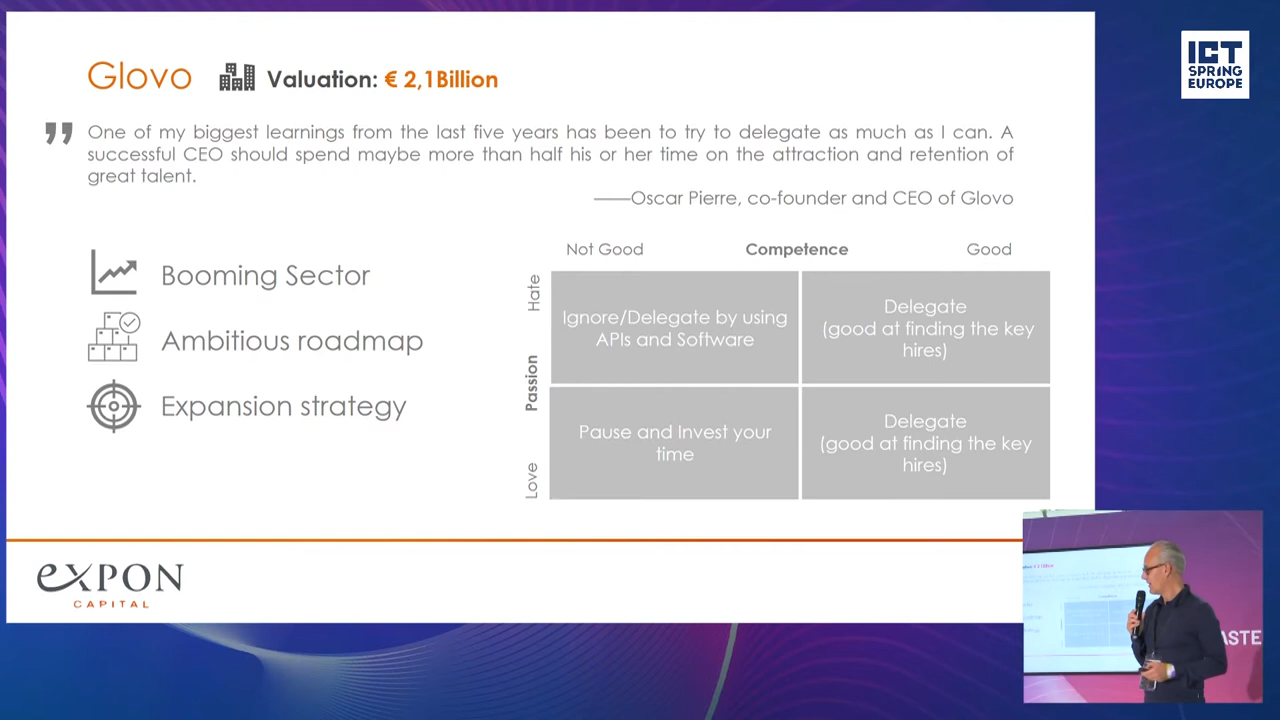 Glovo
Valuation: € 2,1Billion
ICT
SPRING
EUROPE
One of my biggest learnings from the last five years has been to try to delegate as much as I can. A
successful CEO should spend maybe more than half his or her time on the attraction and retention of
great talent.
——Oscar Pierre, co-founder and CEO of Glovo
Booming Sector
Ambitious roadmap
Expansion strategy
Not Good
Competence
Good
Hate
Passion
Love
Ignore/Delegate by using
APIs and Software
Delegate
(good at finding the key
hires)
Pause and Invest your
time
Delegate
(good at finding the key
hires)
EXPON
CAPITAL
ASTE